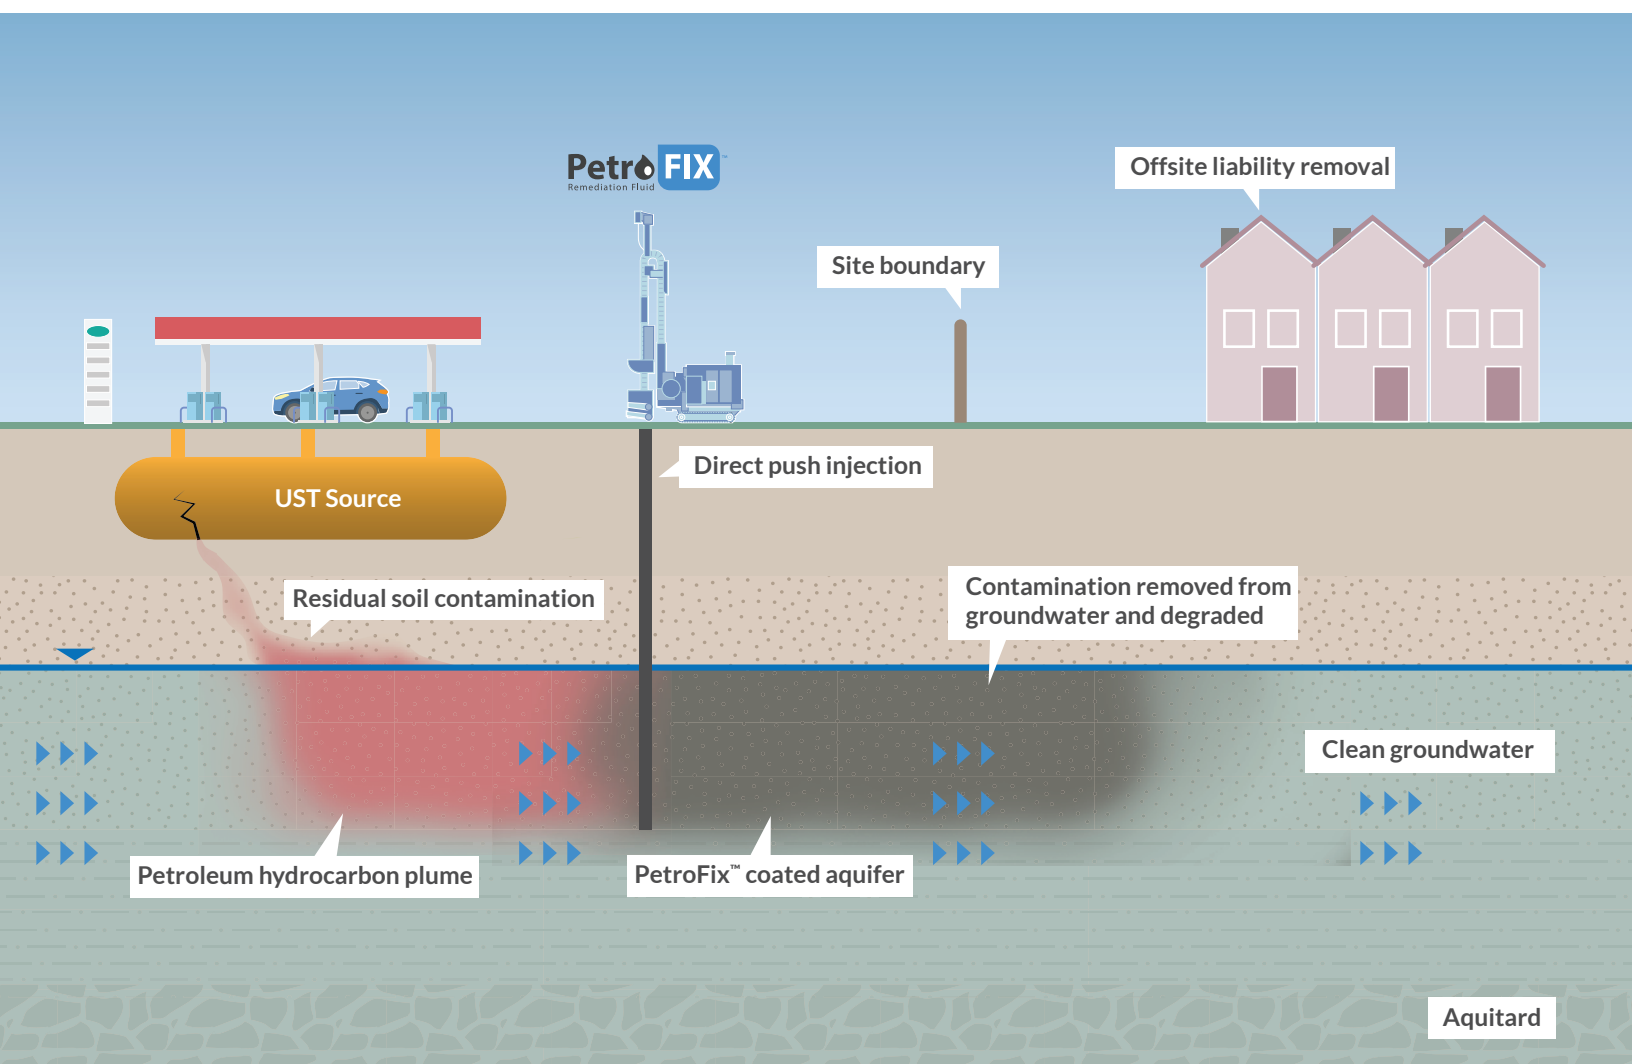 PetroFIX™
Remediation Fluid
Offsite liability removal
Site boundary
Direct push injection
UST Source
Residual soil contamination
Contamination removed from
groundwater and degraded
Clean groundwater
Petroleum hydrocarbon plume
PetroFix™ coated aquifer
Aquitard